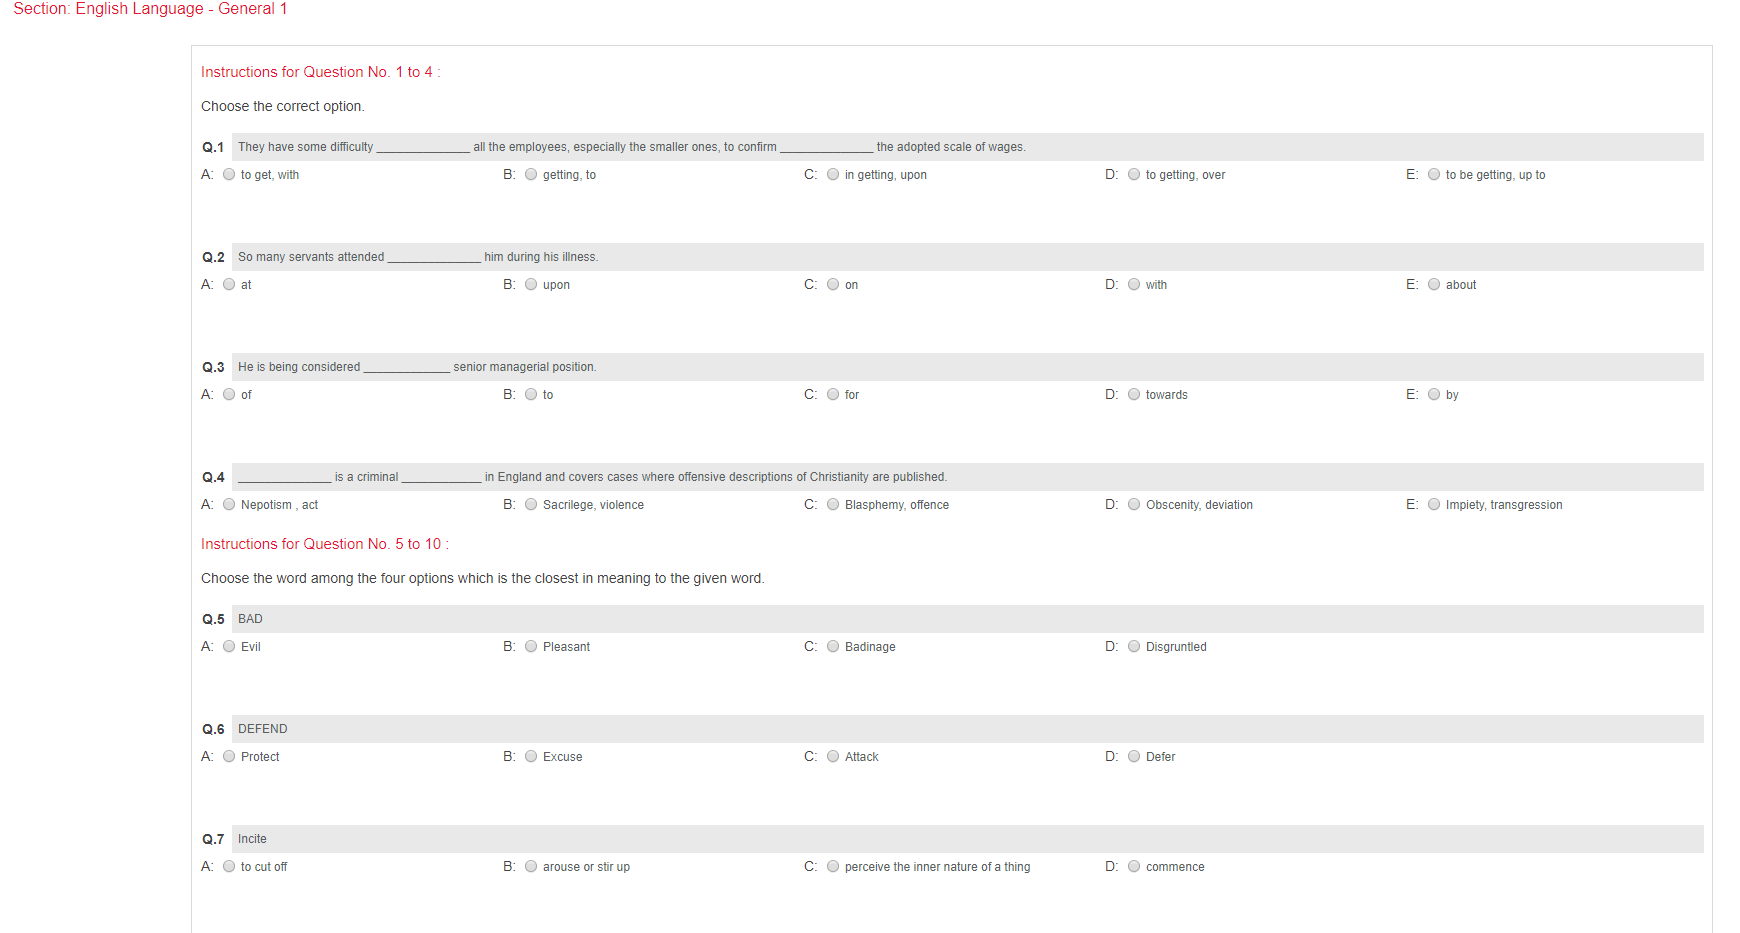 Section: English Language - General 1
Instructions for Question No. 1 to 4 :
Choose the correct option.
Q.1 They have some difficulty ______________ all the employees, especially the smaller ones, to confirm ______________ the adopted scale of wages.
A: to get, with B: getting, to C: in getting, upon D: to getting, over E: to be getting, up to
Q.2 So many servants attended ______________ him during his illness.
A: at B: upon C: on D: with E: about
Q.3 He is being considered _____________ senior managerial position.
A: of B: to C: for D: towards E: by
Q.4 ______________ is a criminal ____________ in England and covers cases where offensive descriptions of Christianity are published.
A: Nepotism , act B: Sacrilege, violence C: Blasphemy, offence D: Obscenity, deviation E: Impiety, transgression
Instructions for Question No. 5 to 10 :
Choose the word among the four options which is the closest in meaning to the given word.
Q.5 BAD
A: Evil B: Pleasant C: Badinage D: Disgruntled
Q.6 DEFEND
A: Protect B: Excuse C: Attack D: Defer
Q.7 Incite
A: to cut off B: arouse or stir up C: perceive the inner nature of a thing D: commence